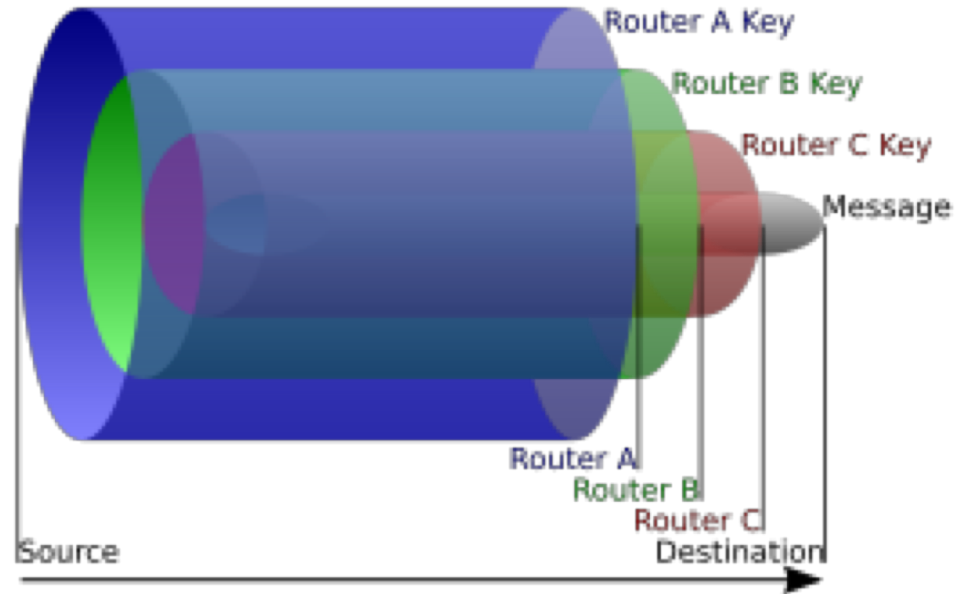 Router A Key
Router B Key
Router C Key
Message
Router A
Router B
Router C
Source
Destination